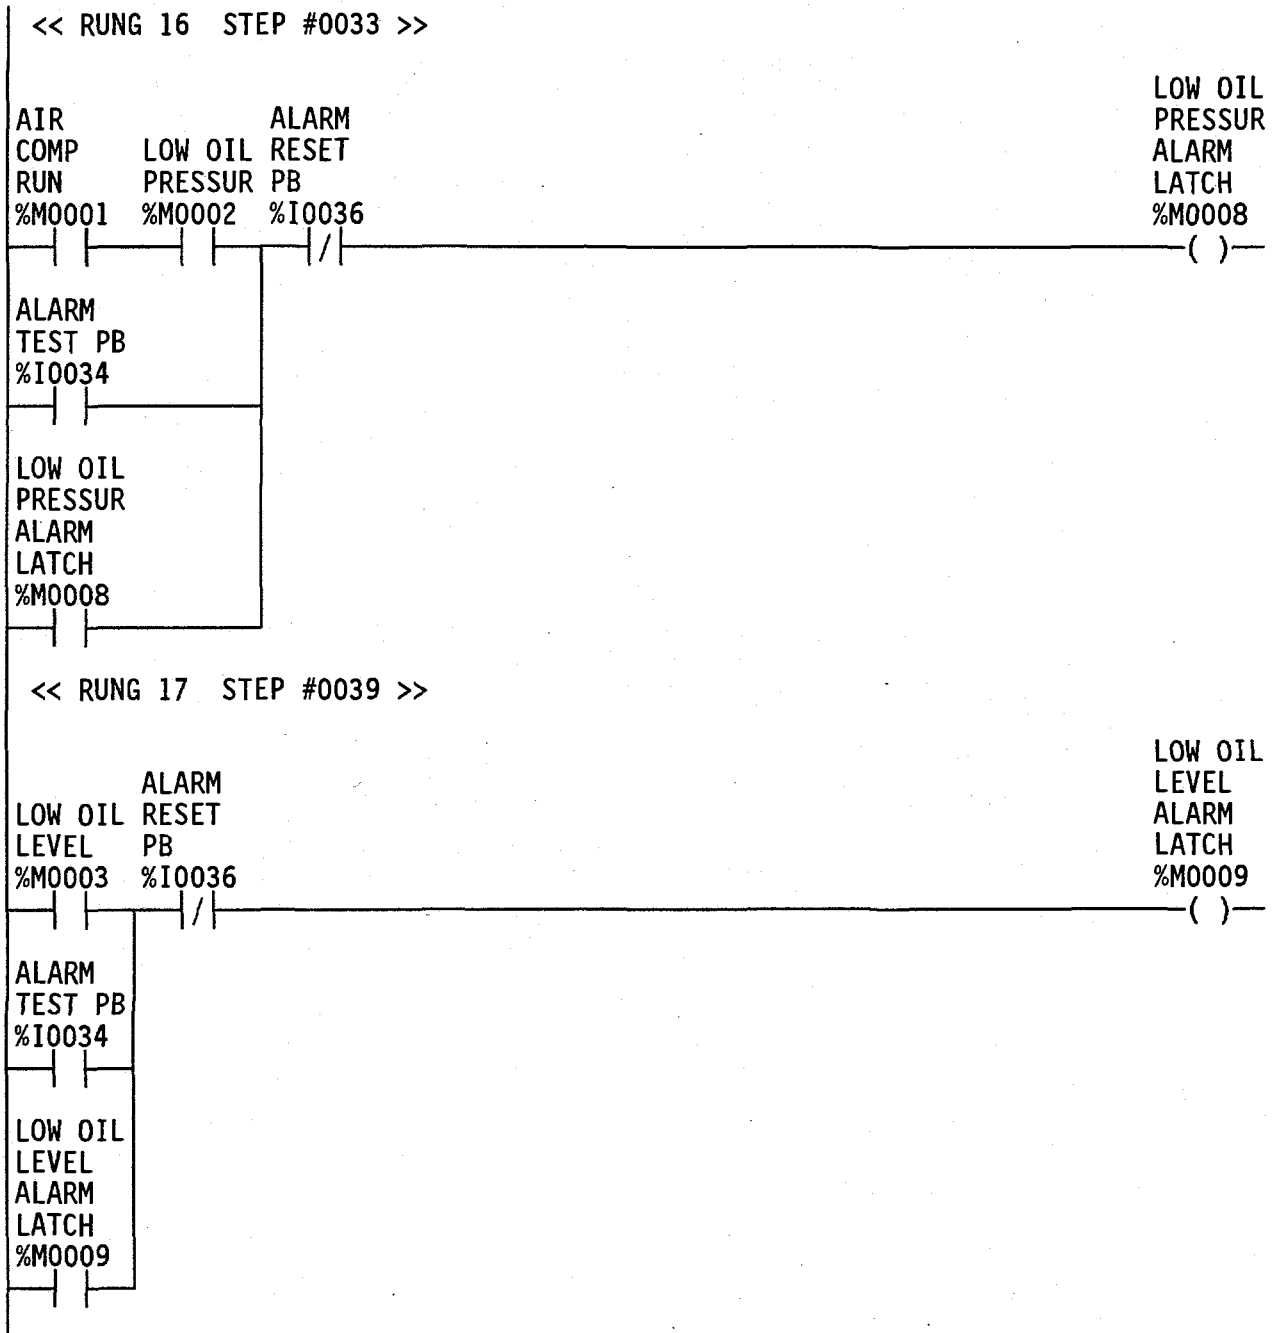 << RUNG 16 STEP #0033 >>
AIR
COMP
RUN
%M0001
LOW OIL
PRESSUR
%M0002
ALARM
RESET
PB
%I0036
LOW OIL
PRESSUR
ALARM
LATCH
%M0008
ALARM
TEST PB
%I0034
LOW OIL
PRESSUR
ALARM
LATCH
%M0008
<< RUNG 17 STEP #0039 >>
LOW OIL
LEVEL
%M0003
ALARM
RESET
PB
%I0036
LOW OIL
LEVEL
ALARM
LATCH
%M0009
ALARM
TEST PB
%I0034
LOW OIL
LEVEL
ALARM
LATCH
%M0009